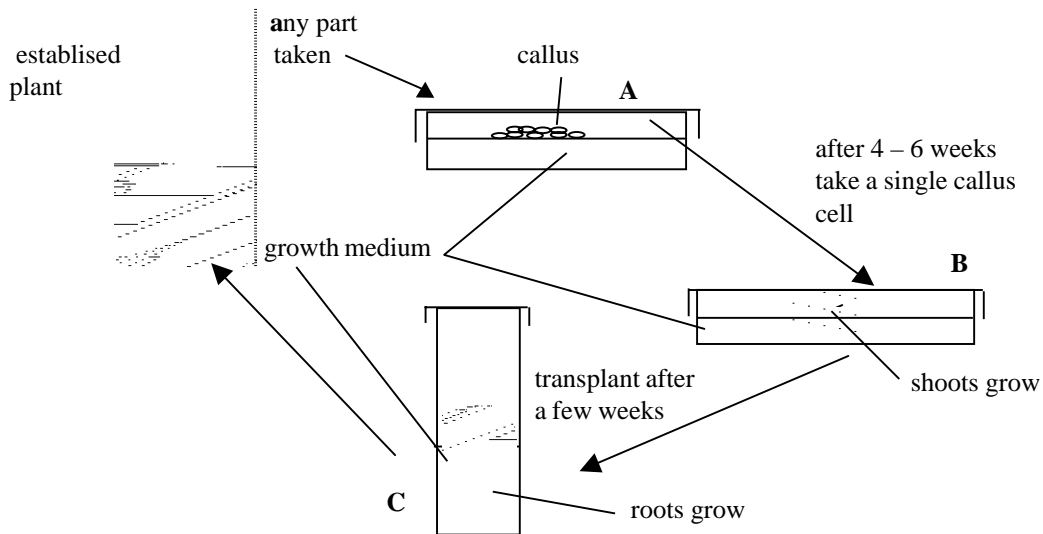 establised
plant
any part
taken
callus
A
after 4 – 6 weeks
take a single callus
cell
growth medium
B
shoots grow
transplant after
a few weeks
C
roots grow